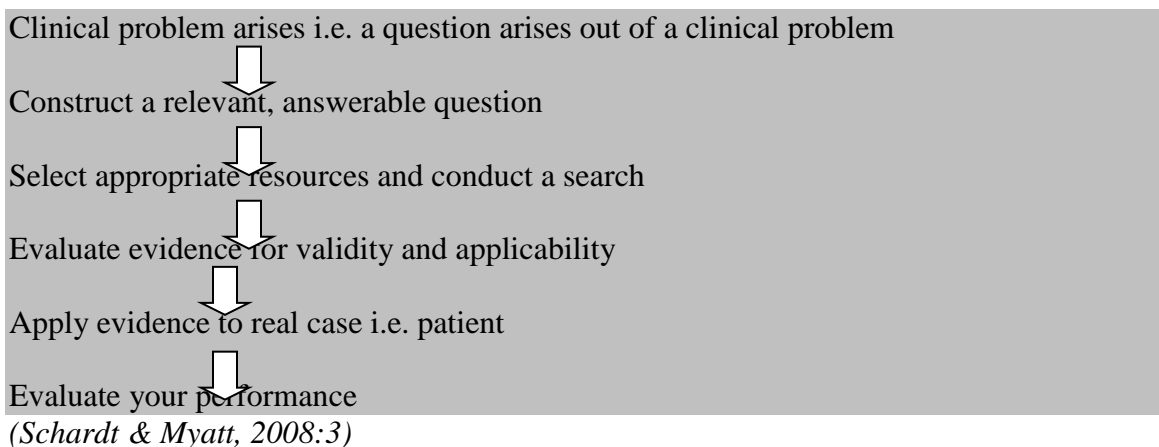 Clinical problem arises i.e. a question arises out of a clinical problem
Construct a relevant, answerable question
Select appropriate resources and conduct a search
Evaluate evidence for validity and applicability
Apply evidence to real case i.e. patient
Evaluate your performance
(Schardt & Myatt, 2008:3)